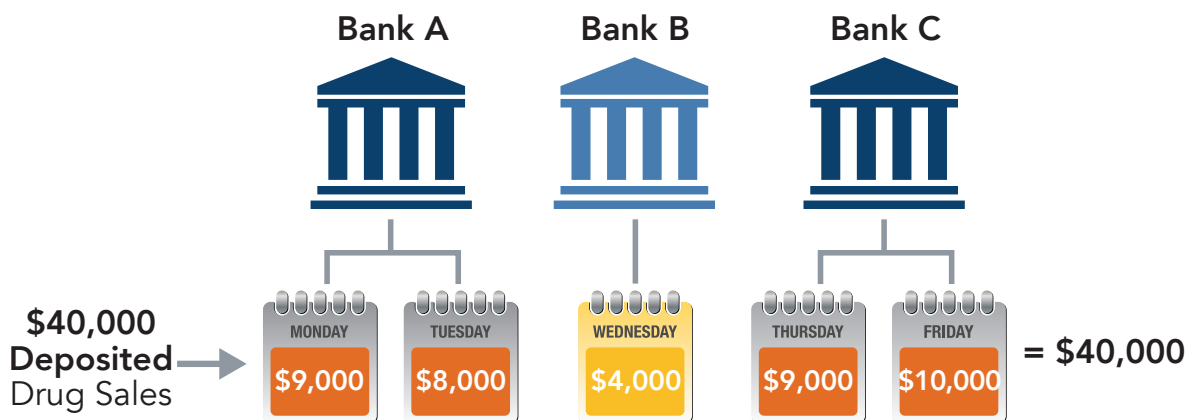 Bank A
Bank B
Bank C
$40,000
Deposited
Drug Sales
MONDAY
$9,000
TUESDAY
$8,000
WEDNESDAY
$4,000
THURSDAY
$9,000
FRIDAY
$10,000
= $40,000